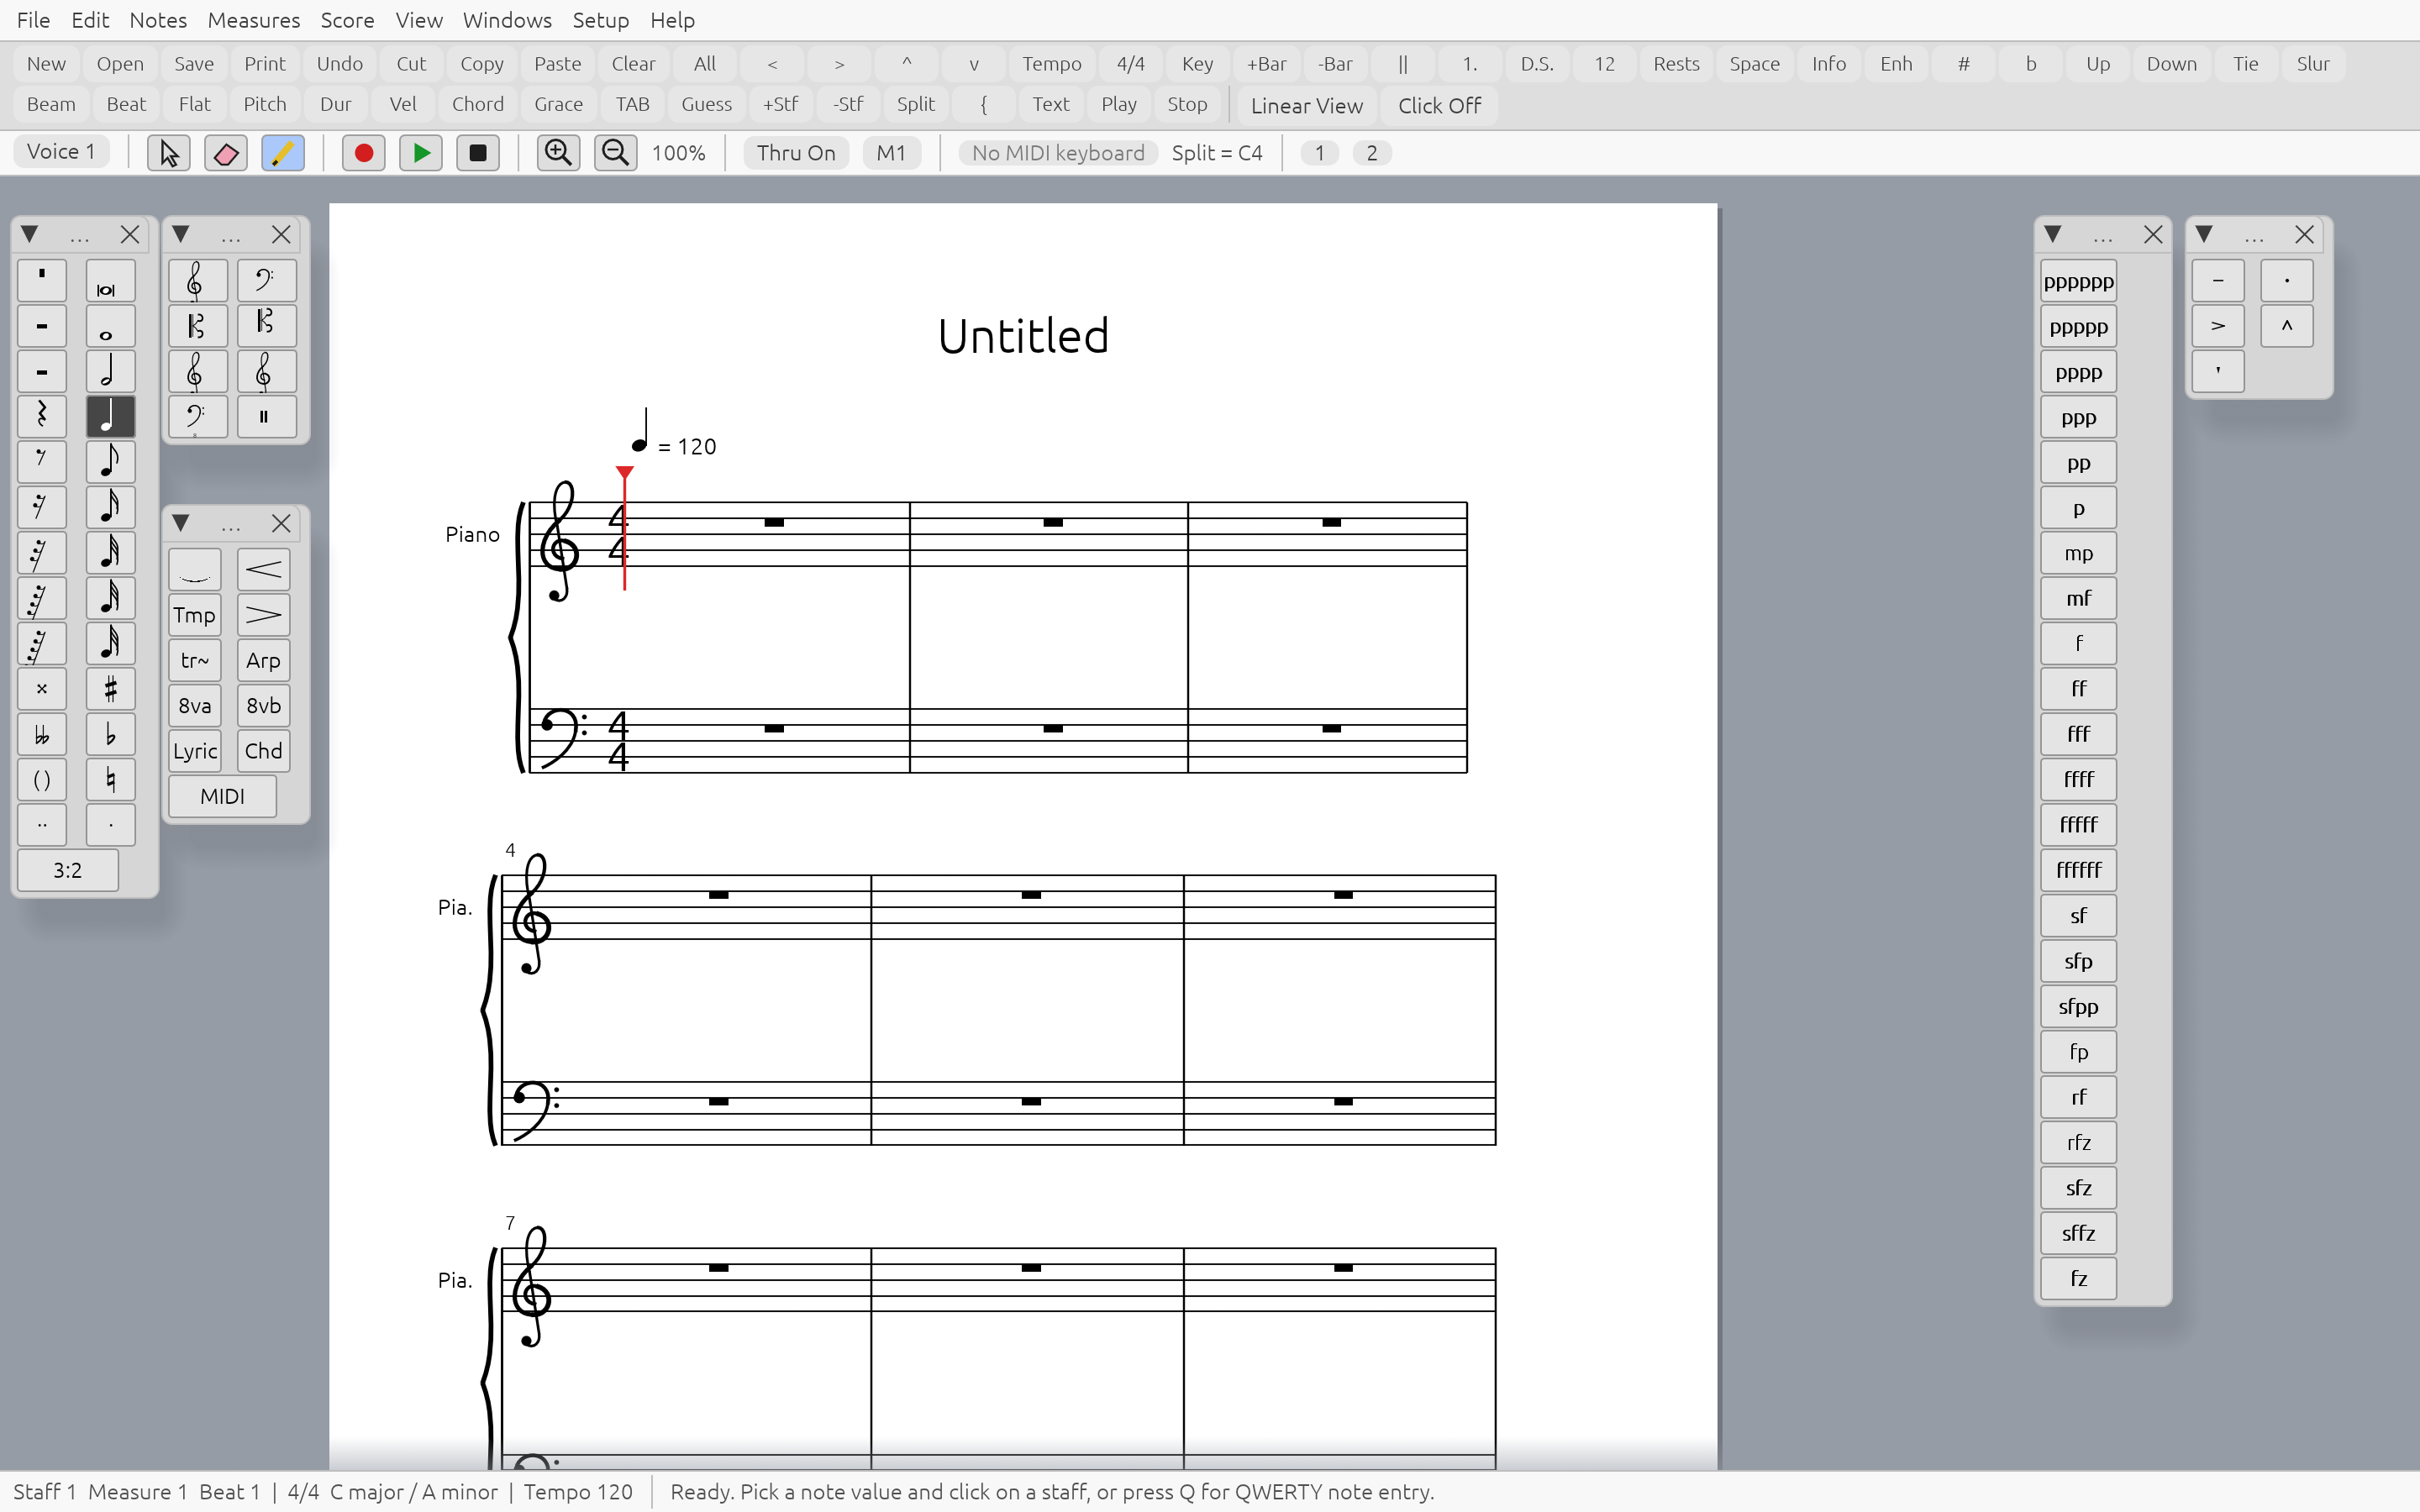 File Edit Notes Measures Score View Windows Setup Help
New Open Save Print Undo Cut Copy Paste Clear All < > ^ v Tempo 4/4 Key +Bar -Bar || 1. D.S. 12 Rests Space Info Enh # b Up Down Tie Slur
Beam Beat Flat Pitch Dur Vel Chord Grace TAB Guess +Stf -Stf Split { Text Play Stop Linear View Click Off
Voice 1 100% Thru On M1 No MIDI keyboard Split = C4 1 2
... ... ... ...
Untitled
= 120
Piano
4
4
4
4
4
Pia.
7
Pia.
( )
3:2
...
Tmp
tr~ Arp
8va 8vb
Lyric Chd
MIDI
pppppp
ppppp
pppp
ppp
pp
p
mp
mf
f
ff
fff
ffff
fffff
ffffff
sf
sfp
sfpp
fp
rf
rfz
sfz
sffz
fz
Staff 1 Measure 1 Beat 1 | 4/4 C major / A minor | Tempo 120 Ready. Pick a note value and click on a staff, or press Q for QWERTY note entry.